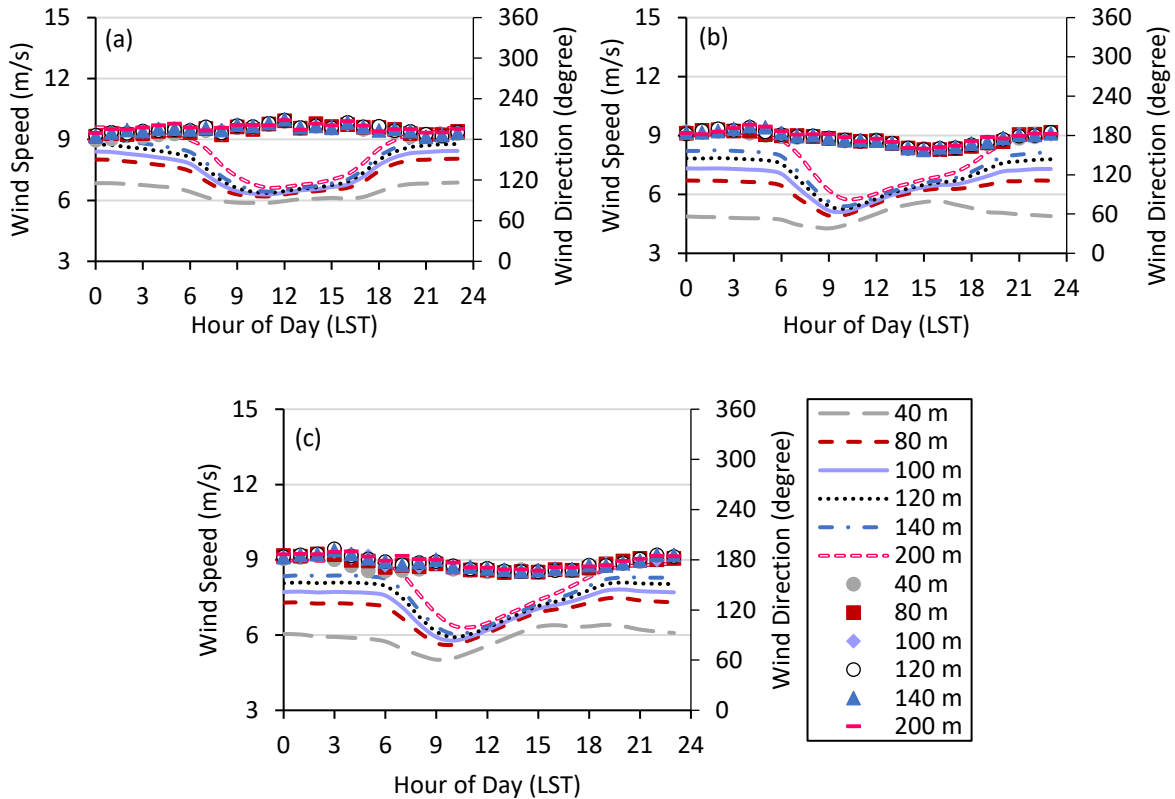 (a)
Wind Speed (m/s)
15
12
9
6
3
360
300
240
180
120
60
0
Wind Direction (degree)
0 3 6 9 12 15 18 21 24
Hour of Day (LST)
(b)
Wind Speed (m/s)
15
12
9
6
3
360
300
240
180
120
60
0
Wind Direction (degree)
0 3 6 9 12 15 18 21 24
Hour of Day (LST)
(c)
Wind Speed (m/s)
15
12
9
6
3
360
300
240
180
120
60
0
Wind Direction (degree)
0 3 6 9 12 15 18 21 24
Hour of Day (LST)
40 m
80 m
100 m
120 m
140 m
200 m
40 m
80 m
100 m
120 m
140 m
200 m